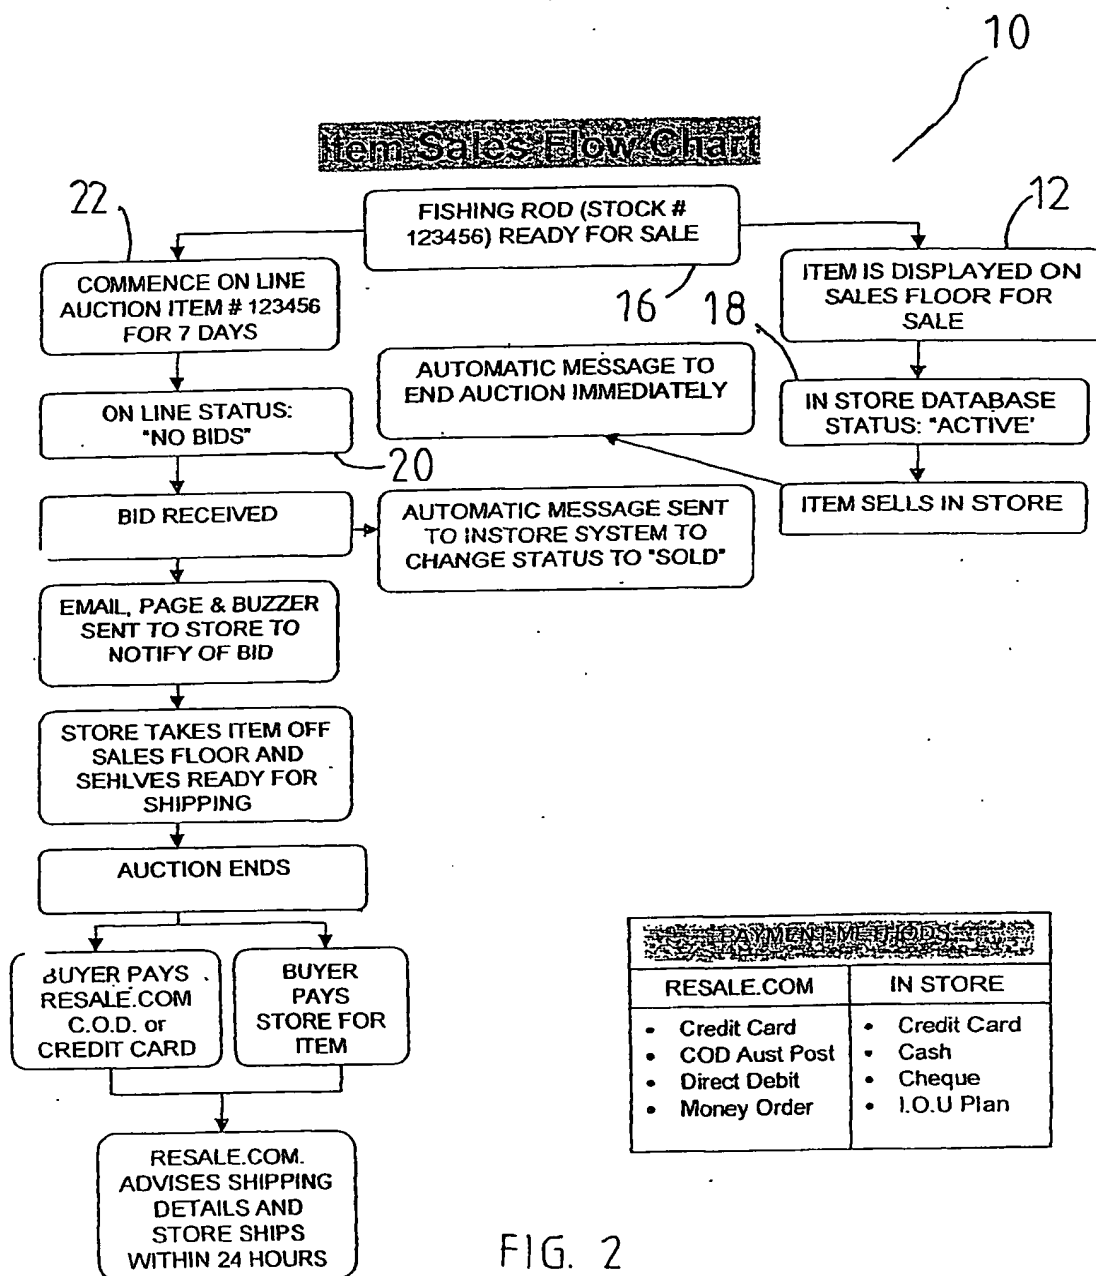 10
Item Sales Flow Chart
22
FISHING ROD (STOCK #
123456) READY FOR SALE
12
COMMENCE ON LINE
AUCTION ITEM # 123456
FOR 7 DAYS
16
18
ITEM IS DISPLAYED ON
SALES FLOOR FOR
SALE
AUTOMATIC MESSAGE TO
END AUCTION IMMEDIATELY
ON LINE STATUS:
"NO BIDS"
20
IN STORE DATABASE
STATUS: "ACTIVE'
BID RECEIVED
AUTOMATIC MESSAGE SENT
TO INSTORE SYSTEM TO
CHANGE STATUS TO "SOLD"
ITEM SELLS IN STORE
EMAIL, PAGE & BUZZER
SENT TO STORE TO
NOTIFY OF BID
STORE TAKES ITEM OFF
SALES FLOOR AND
SEHLVES READY FOR
SHIPPING
AUCTION ENDS
BUYER PAYS
RESALE.COM
C.O.D. or
CREDIT CARD
BUYER
PAYS
STORE FOR
ITEM
RESALE.COM.
ADVISES SHIPPING
DETAILS AND
STORE SHIPS
WITHIN 24 HOURS
PAYMENT METHODS
RESALE.COM
• Credit Card
• COD Aust Post
• Direct Debit
• Money Order
IN STORE
• Credit Card
• Cash
• Cheque
• I.O.U Plan
FIG. 2